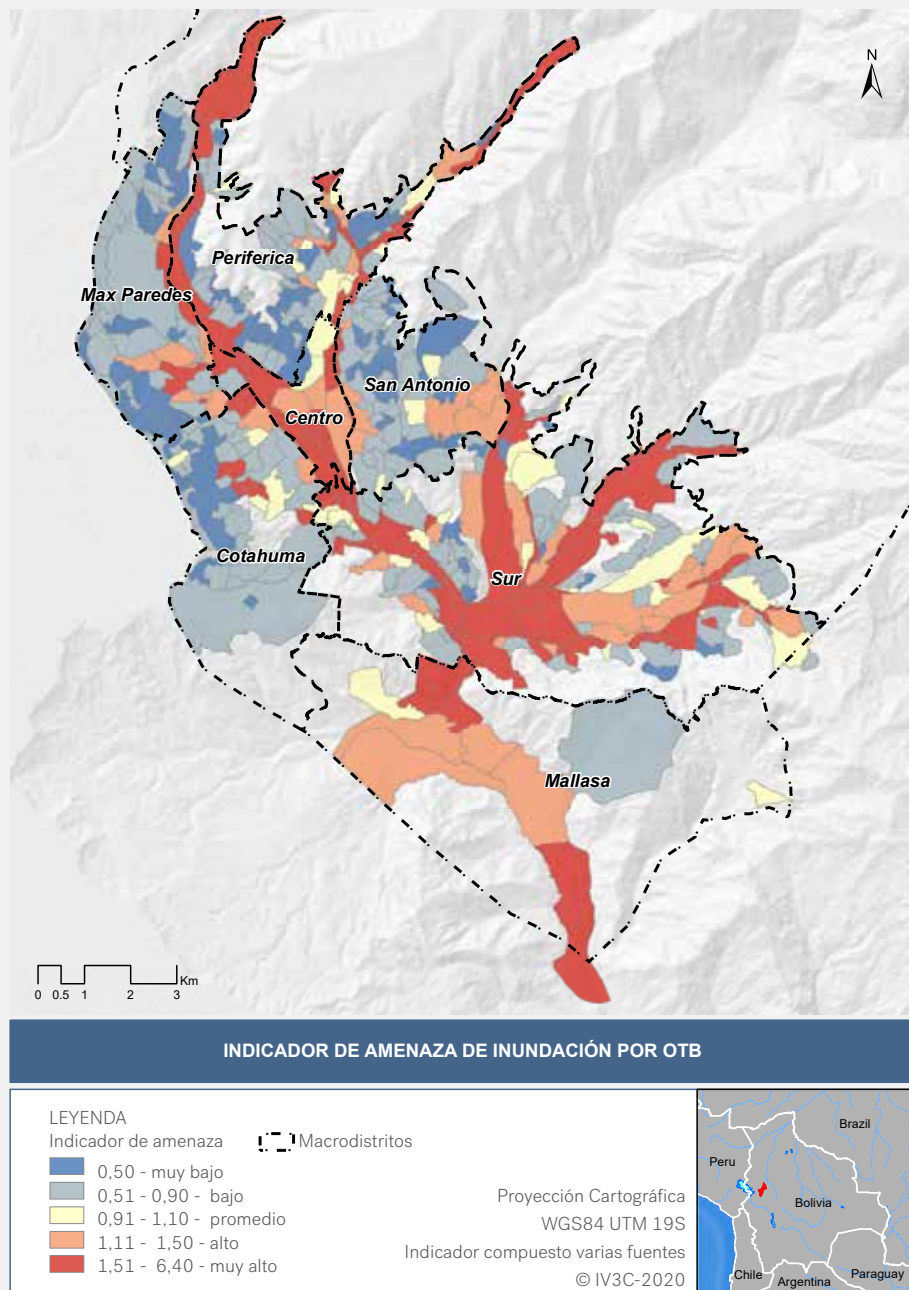 N
Periferica
Max Paredes
San Antonio
Centro
Cotahuma
Sur
Mallasa
Km
0 0.5 1 2 3
INDICADOR DE AMENAZA DE INUNDACIÓN POR OTB
LEYENDA
Indicador de amenaza Macrodistritos
0,50 - muy bajo
0,51 - 0,90 - bajo
0,91 - 1,10 - promedio
1,11 - 1,50 - alto
1,51 - 6,40 - muy alto
Proyección Cartográfica
WGS84 UTM 19S
Indicador compuesto varias fuentes
© IV3C-2020
Brazil
Peru
Bolivia
Chile
Argentina
Paraguay